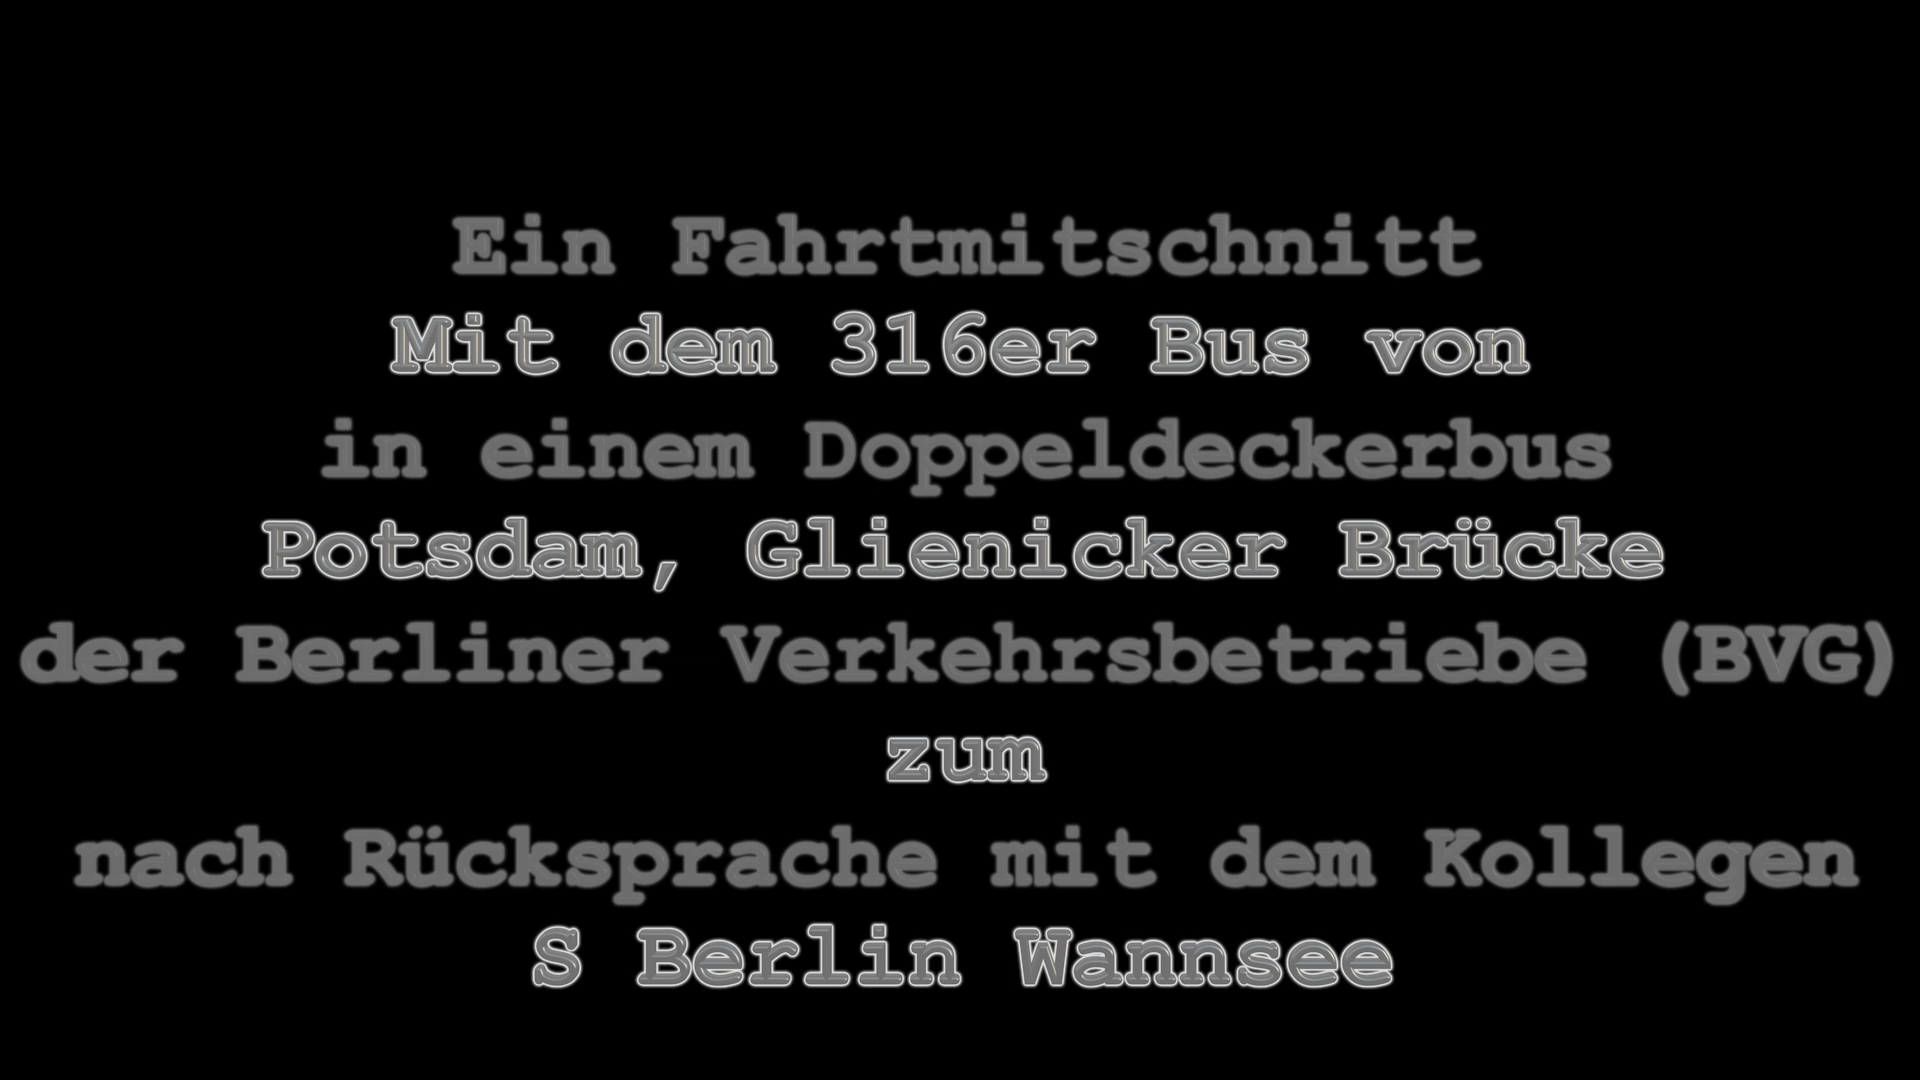 Ein Fahrtmitschnitt
Mit dem 316er Bus von
in einem Doppeldeckerbus
Potsdam, Glienicker Brücke
der Berliner Verkehrsbetriebe (BVG)
zum
nach Rücksprache mit dem Kollegen
S Berlin Wannsee